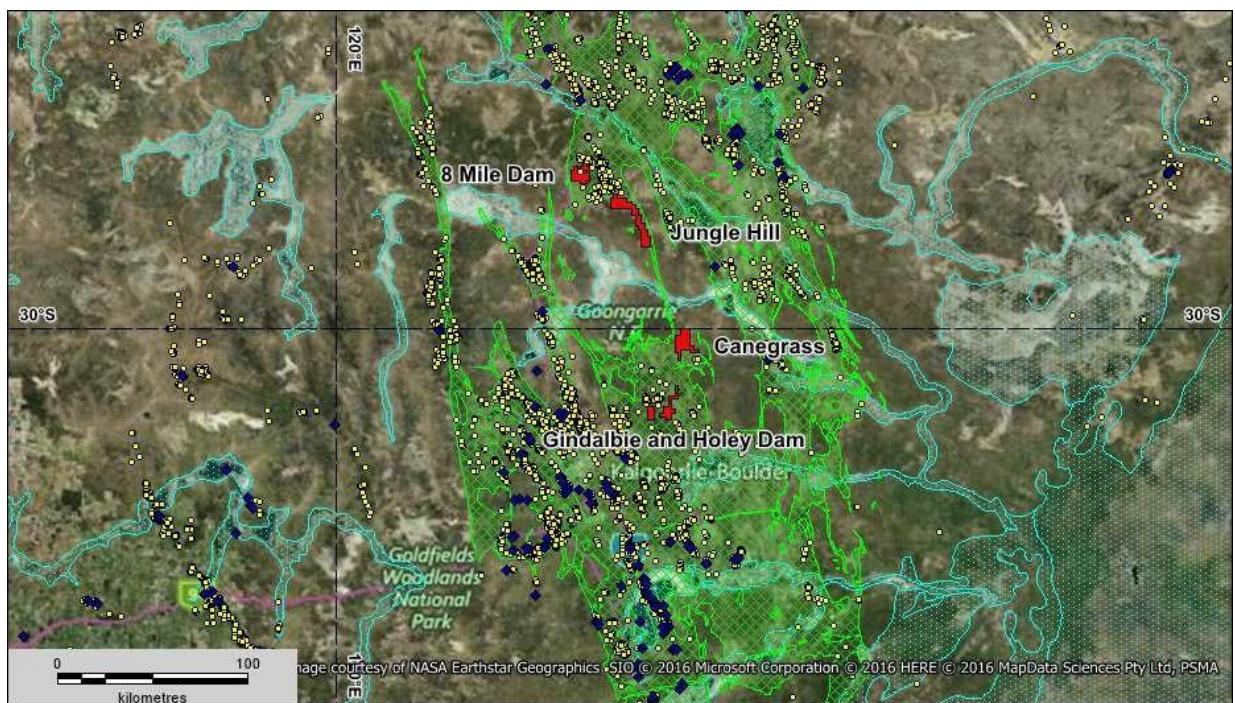 120°E
8 Mile Dam
Jungle Hill
30°S
30°S
Goongarrie
N.P.
Canegrass
Gindalbie and Holey Dam
Kalgoorlie-Boulder
Goldfields
Woodlands
National
Park
0 100
kilometres
mage courtesy of NASA Earthstar Geographics SIO © 2016 Microsoft Corporation © 2016 HERE © 2016 MapData Sciences Pty Ltd, PSMA